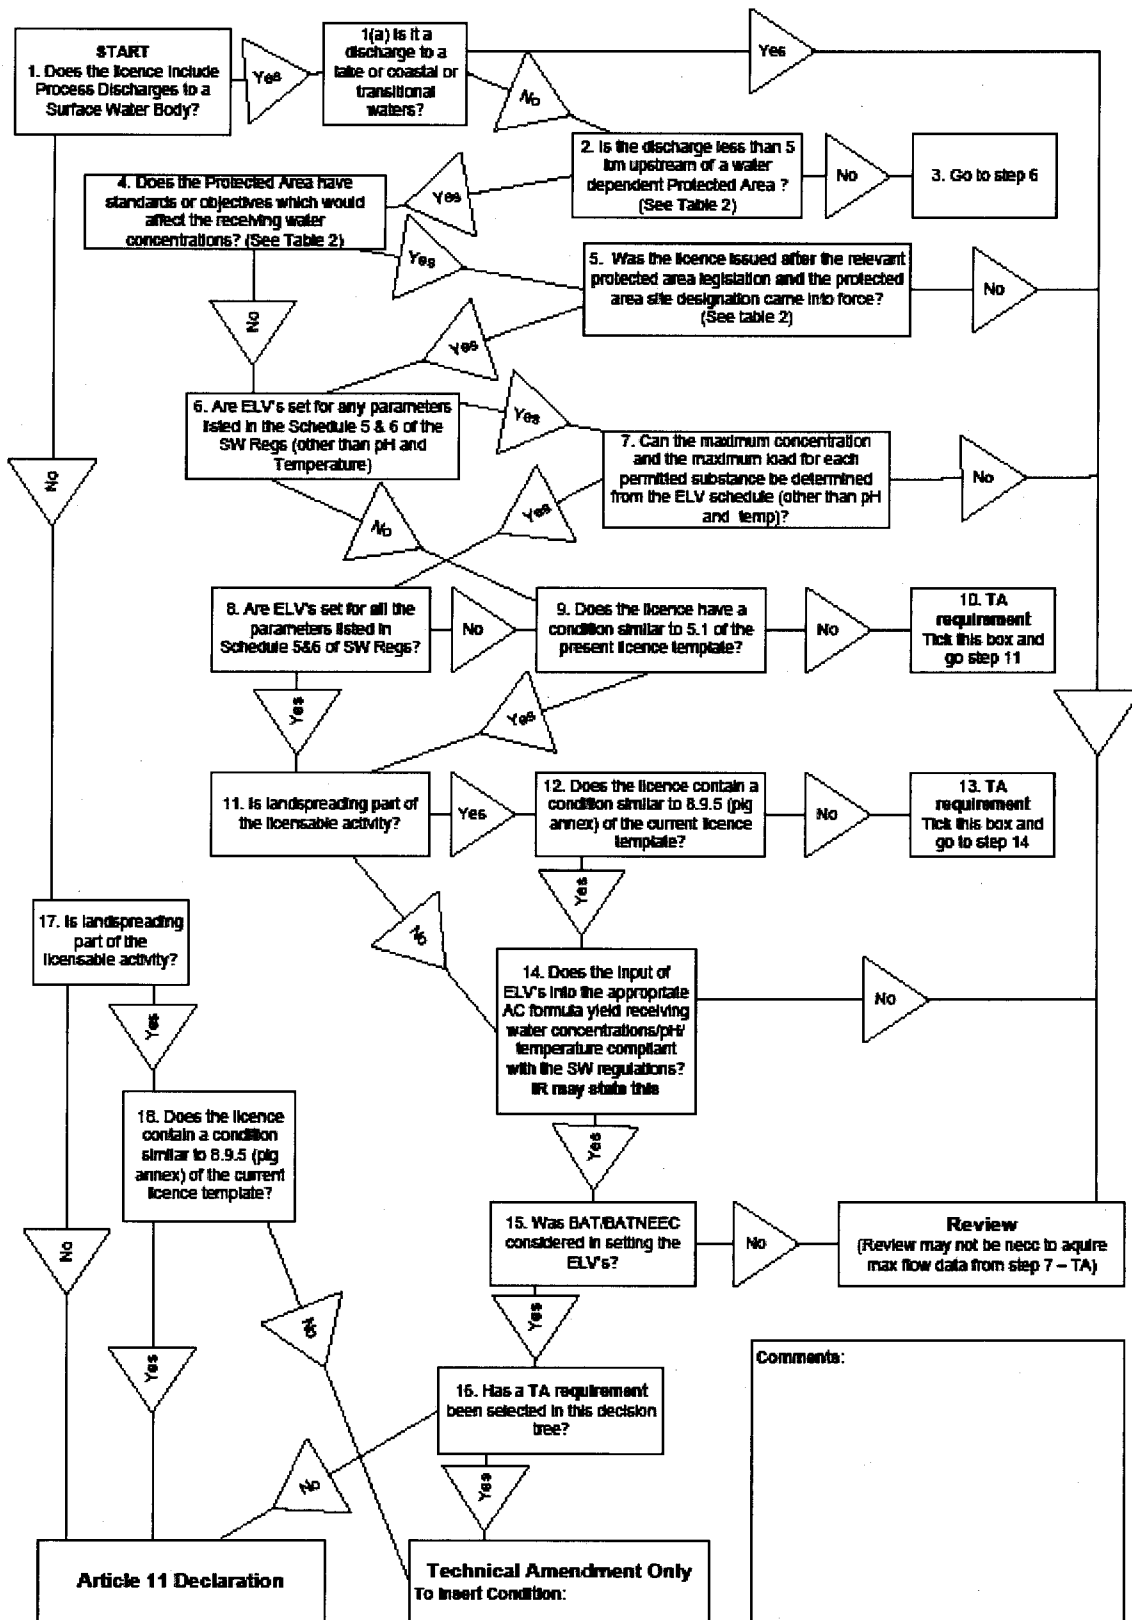 START
1. Does the licence include
Process Discharges to a
Surface Water Body?
Yes
1(a) Is it a
discharge to a
lake or coastal or
transitional
waters?
Yes
No
2. Is the discharge less than 5
km upstream of a water
dependent Protected Area ?
(See Table 2)
No
3. Go to step 6
Yes
4. Does the Protected Area have
standards or objectives which would
affect the receiving water
concentrations? (See Table 2)
Yes
No
5. Was the licence issued after the relevant
protected area legislation and the protected
area site designation came into force?
(See table 2)
No
Yes
6. Are ELV's set for any parameters
listed in the Schedule 5 & 6 of the
SW Regs (other than pH and
Temperature)
Yes
No
7. Can the maximum concentration
and the maximum load for each
permitted substance be determined
from the ELV schedule (other than pH
and temp)?
No
Yes
No
8. Are ELV's set for all the
parameters listed in
Schedule 5&6 of SW Regs?
No
9. Does the licence have a
condition similar to 5.1 of the
present licence template?
No
10. TA
requirement
Tick this box and
go step 11
Yes
Yes
11. Is landspreading part of
the licensable activity?
Yes
12. Does the licence contain a
condition similar to 8.9.5 (pig
annex) of the current licence
template?
No
13. TA
requirement
Tick this box and
go to step 14
No
Yes
17. Is landspreading
part of the
licensable activity?
Yes
14. Does the input of
ELV's into the appropriate
AC formula yield receiving
water concentrations/pH/
temperature compliant
with the SW regulations?
IR may state this
No
Yes
18. Does the licence
contain a condition
similar to 8.9.5 (pig
annex) of the current
licence template?
No
15. Was BAT/BATNEEC
considered in setting the
ELV's?
No
Review
(Review may not be necc to aquire
max flow data from step 7 – TA)
Yes
No
Yes
16. Has a TA requirement
been selected in this decision
tree?
No
Yes
Comments:
Article 11 Declaration
Technical Amendment Only
To Insert Condition: